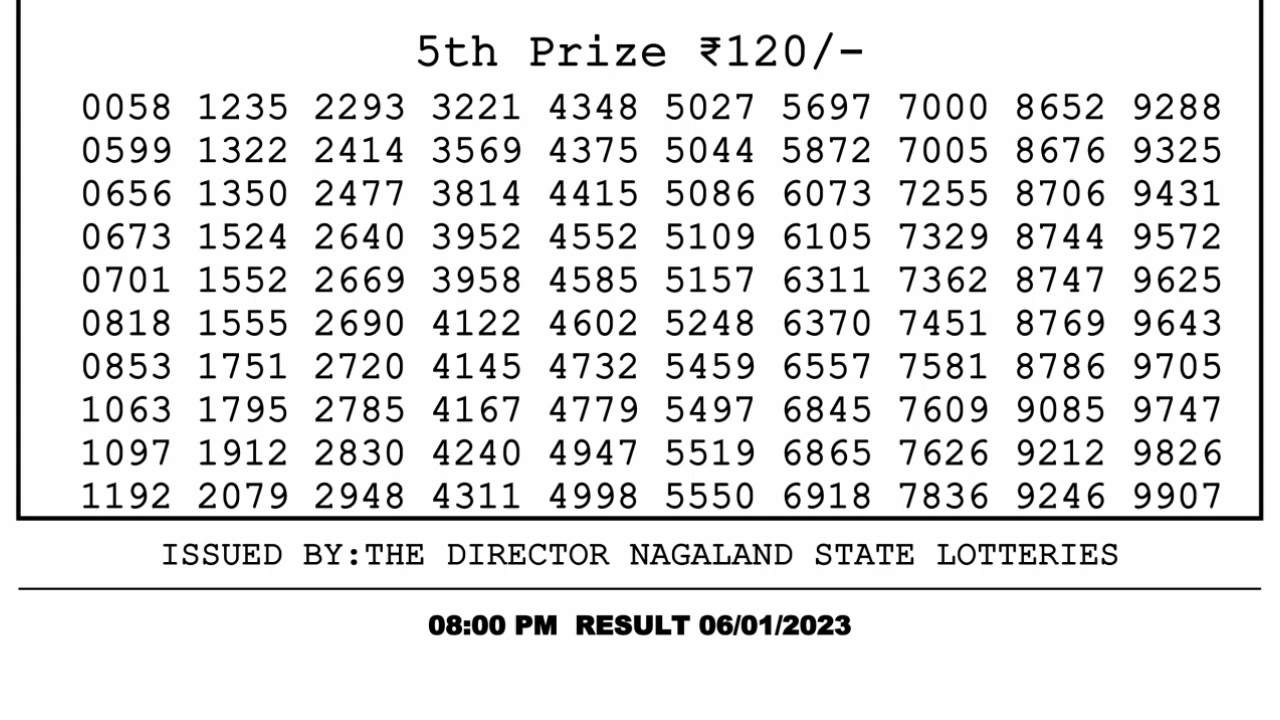 5th Prize ₹120/-
0058 1235 2293 3221 4348 5027 5697 7000 8652 9288
0599 1322 2414 3569 4375 5044 5872 7005 8676 9325
0656 1350 2477 3814 4415 5086 6073 7255 8706 9431
0673 1524 2640 3952 4552 5109 6105 7329 8744 9572
0701 1552 2669 3958 4585 5157 6311 7362 8747 9625
0818 1555 2690 4122 4602 5248 6370 7451 8769 9643
0853 1751 2720 4145 4732 5459 6557 7581 8786 9705
1063 1795 2785 4167 4779 5497 6845 7609 9085 9747
1097 1912 2830 4240 4947 5519 6865 7626 9212 9826
1192 2079 2948 4311 4998 5550 6918 7836 9246 9907
ISSUED BY:THE DIRECTOR NAGALAND STATE LOTTERIES
08:00 PM RESULT 06/01/2023